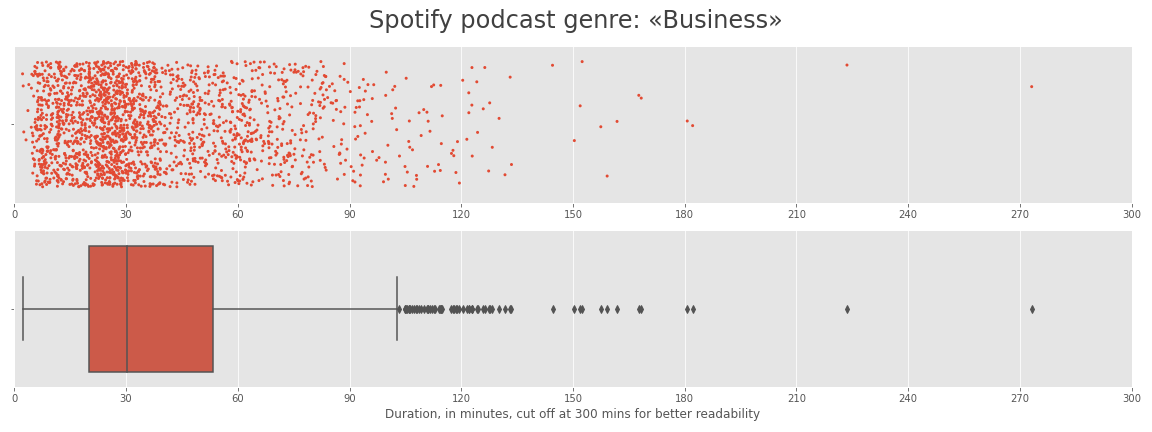 Spotify podcast genre: «Business»
0 30 60 90 120 150 180 210 240 270 300
0 30 60 90 120 150 180 210 240 270 300
Duration, in minutes, cut off at 300 mins for better readability